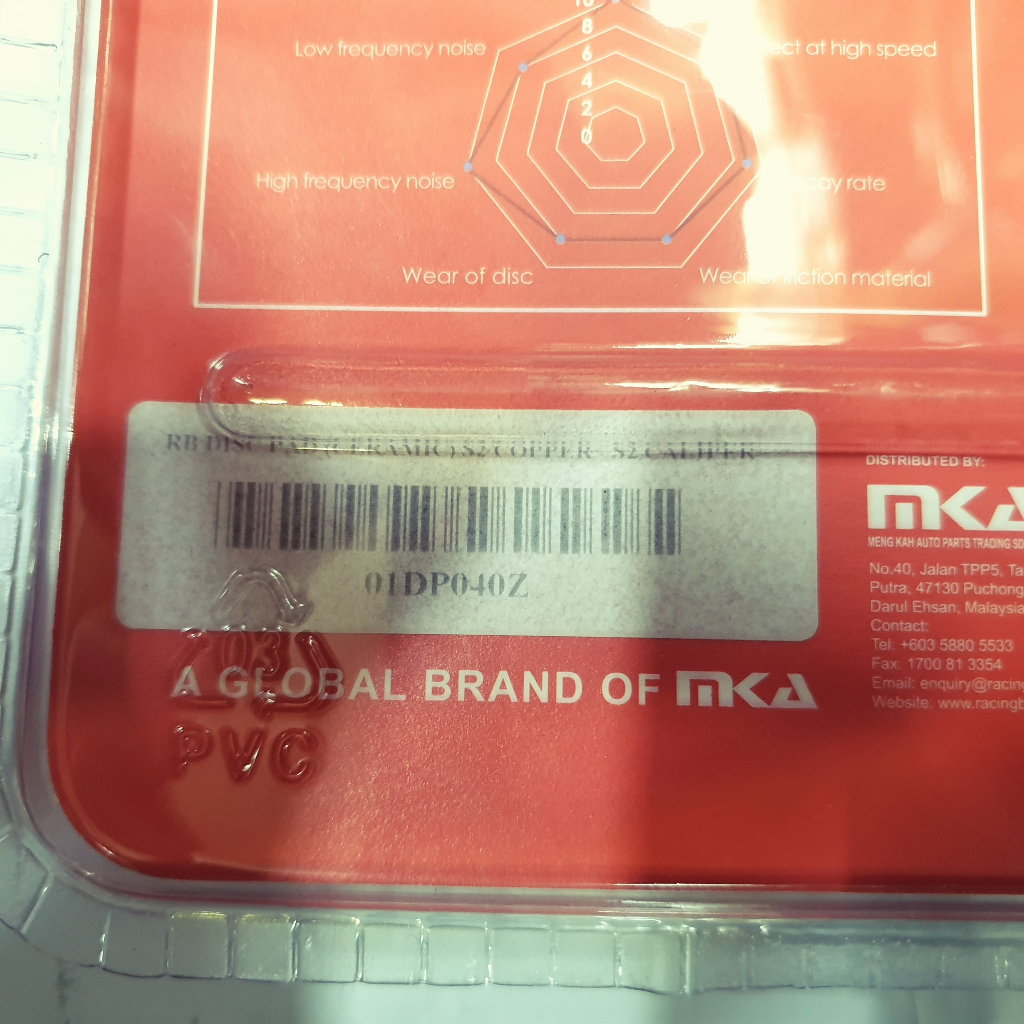 10
8
6
4
2
0
Low frequency noise
at high speed
High frequency noise
rate
Wear of disc
Wear of friction material
RB DISC PAD (CERAMIC) S2 COPPER - S2 CALIPER
01DP040Z
03
PVC
A GLOBAL BRAND OF MKA
DISTRIBUTED BY:
MKA
MENG KAH AUTO PARTS TRADING
No.40, Jalan TPP5,
Putra, 47130 Puchong
Darul Ehsan, Malaysia
Contact:
Tel: +603 5880 5533
Fax: 1700 81 3354
Email: enquiry@racing
Website: www.racingb